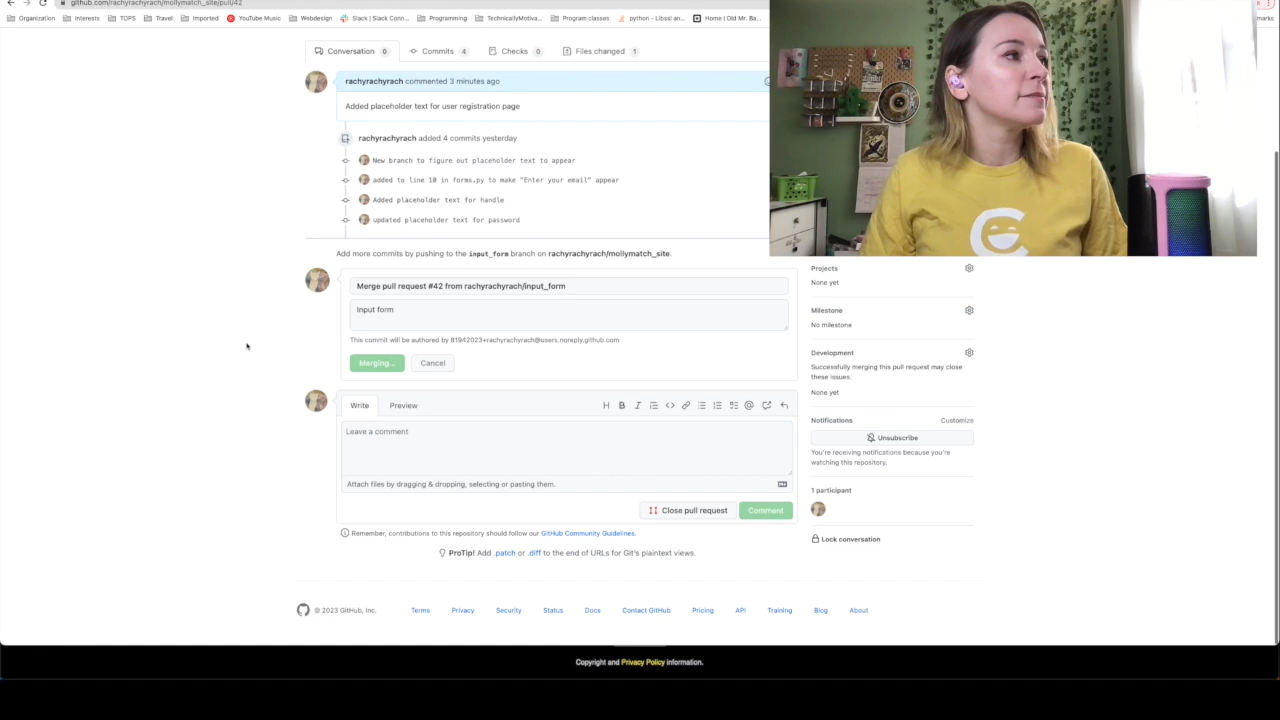 github.com/rachyrachyrach/mollymatch_site/pull/42
Organization Interests TOPS Travel Imported YouTube Music Webdesign Slack | Slack Conn... Programming TechnicallyMotiva... Program classes python - Libssl an... Home | Old Mr. Ba...
Conversation 0 Commits 4 Checks 0 Files changed 1
rachyrachyrach commented 3 minutes ago
Added placeholder text for user registration page
rachyrachyrach added 4 commits yesterday
New branch to figure out placeholder text to appear
added to line 10 in forms.py to make "Enter your email" appear
Added placeholder text for handle
updated placeholder text for password
Add more commits by pushing to the input_form branch on rachyrachyrach/mollymatch_site.
Merge pull request #42 from rachyrachyrach/input_form
Input form
This commit will be authored by 81942023+rachyrachyrach@users.noreply.github.com
Merging...
Cancel
Write Preview
Leave a comment
Attach files by dragging & dropping, selecting or pasting them.
Close pull request
Comment
Remember, contributions to this repository should follow our GitHub Community Guidelines.
ProTip! Add .patch or .diff to the end of URLs for Git's plaintext views.
Projects
None yet
Milestone
No milestone
Development
Successfully merging this pull request may close
these issues.
None yet
Notifications Customize
Unsubscribe
You're receiving notifications because you're
watching this repository.
1 participant
Lock conversation
© 2023 GitHub, Inc. Terms Privacy Security Status Docs Contact GitHub Pricing API Training Blog About
Copyright and Privacy Policy information.